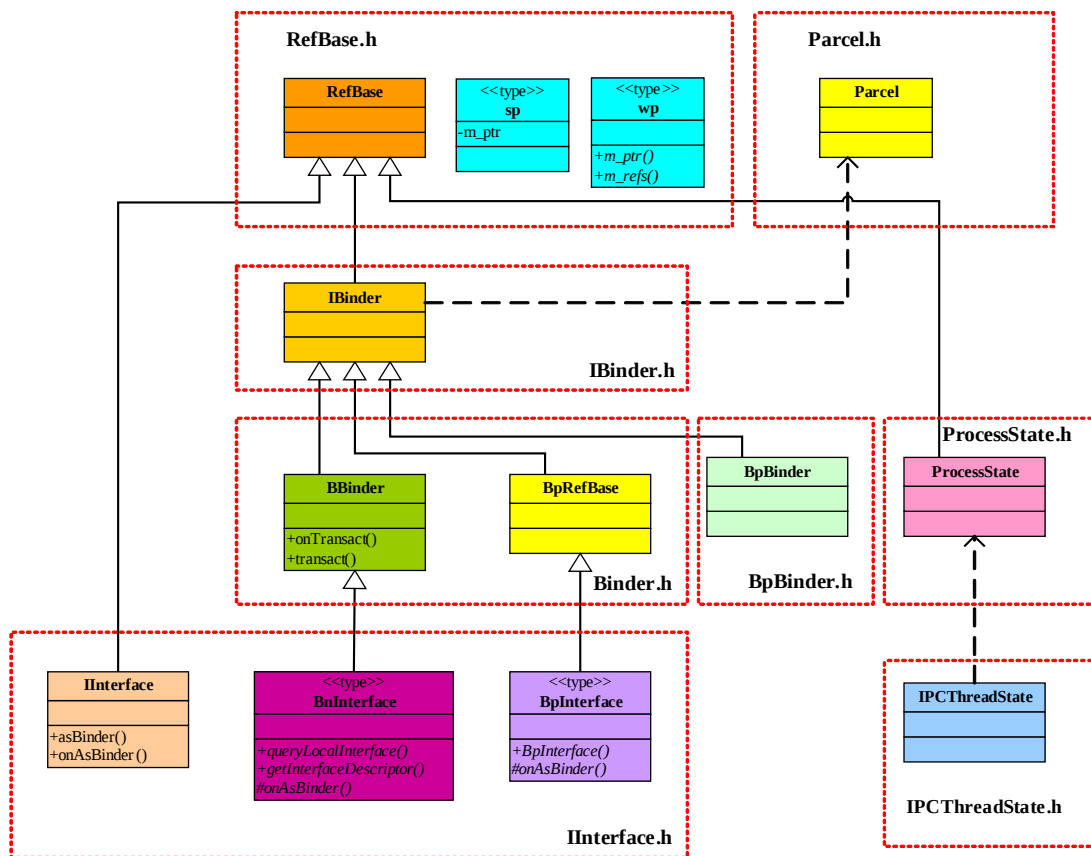 RefBase.h
Parcel.h
RefBase
<<type>>
sp
-m_ptr
<<type>>
wp
+m_ptr()
+m_refs()
Parcel
IBinder
IBinder.h
ProcessState.h
BBinder
+onTransact()
+transact()
BpRefBase
BpBinder
ProcessState
Binder.h
BpBinder.h
IInterface
+asBinder()
+onAsBinder()
<<type>>
BnInterface
+queryLocalInterface()
+getInterfaceDescriptor()
#onAsBinder()
<<type>>
BpInterface
+BpInterface()
#onAsBinder()
IPCThreadState
IPCThreadState.h
IInterface.h